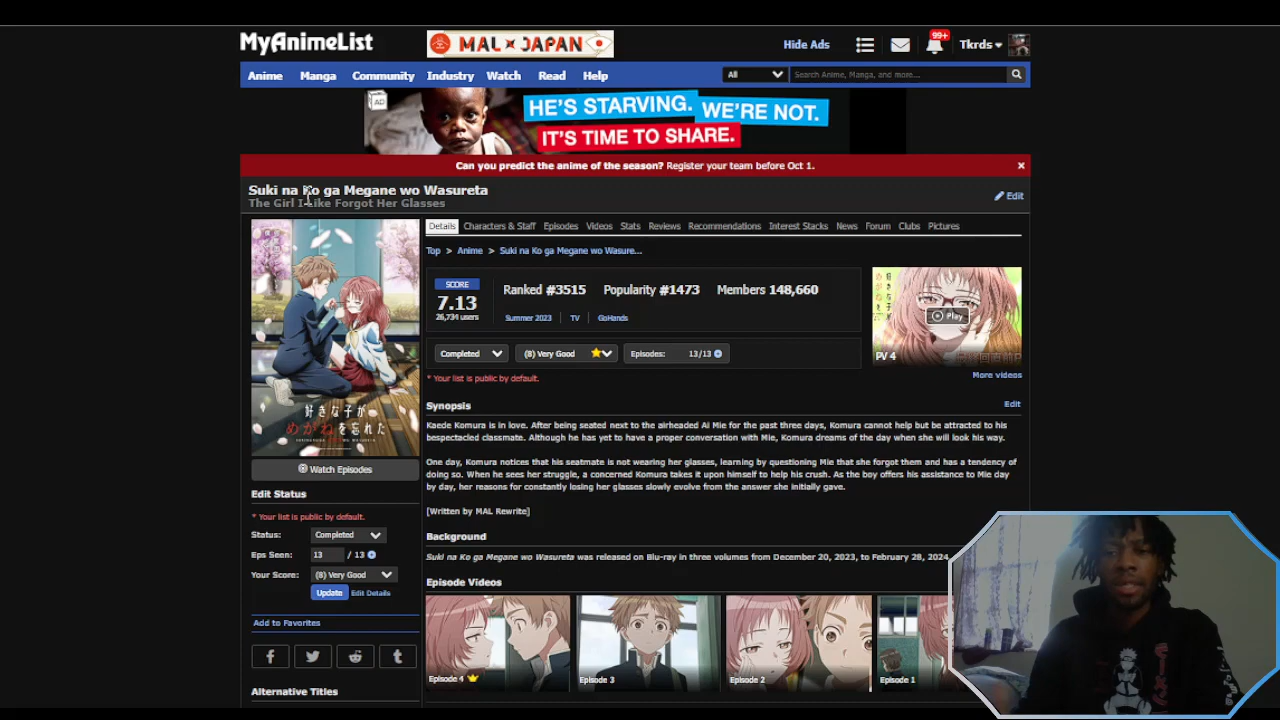 MyAnimeList
MAL x JAPAN
Hide Ads
99+
Tkrds
Anime Manga Community Industry Watch Read Help
All
Search Anime, Manga, and more...
AD
HE'S STARVING. WE'RE NOT.
IT'S TIME TO SHARE.
Can you predict the anime of the season? Register your team before Oct 1.
Suki na Ko ga Megane wo Wasureta
The Girl I Like Forgot Her Glasses
Edit
Details Characters & Staff Episodes Videos Stats Reviews Recommendations Interest Stacks News Forum Clubs Pictures
Top > Anime > Suki na Ko ga Megane wo Wasure...
SCORE
7.13
26,734 users
Ranked #3515 Popularity #1473 Members 148,660
Summer 2023 | TV | GoHands
Play
PV 4
Completed
(8) Very Good
Episodes: 13/13
* Your list is public by default.
More videos
Synopsis
Edit
Kaede Komura is in love. After being seated next to the airheaded Ai Mie for the past three days, Komura cannot help but be attracted to his
bespectacled classmate. Although he has yet to have a proper conversation with Mie, Komura dreams of the day when she will look his way.
One day, Komura notices that his seatmate is not wearing her glasses, learning by questioning Mie that she forgot them and has a tendency of
doing so. When he sees her struggle, a concerned Komura takes it upon himself to help his crush. As the boy offers his assistance to Mie day
by day, her reasons for constantly losing her glasses slowly evolve from the answer she initially gave.
[Written by MAL Rewrite]
Background
Suki na Ko ga Megane wo Wasureta was released on Blu-ray in three volumes from December 20, 2023, to February 28, 2024.
Episode Videos
Episode 4
Episode 3
Episode 2
Episode 1
好きな子が
めがねを忘れた
Watch Episodes
Edit Status
* Your list is public by default.
Status: Completed
Eps Seen: 13 / 13
Your Score: (8) Very Good
Update Edit Details
Add to Favorites
Alternative Titles